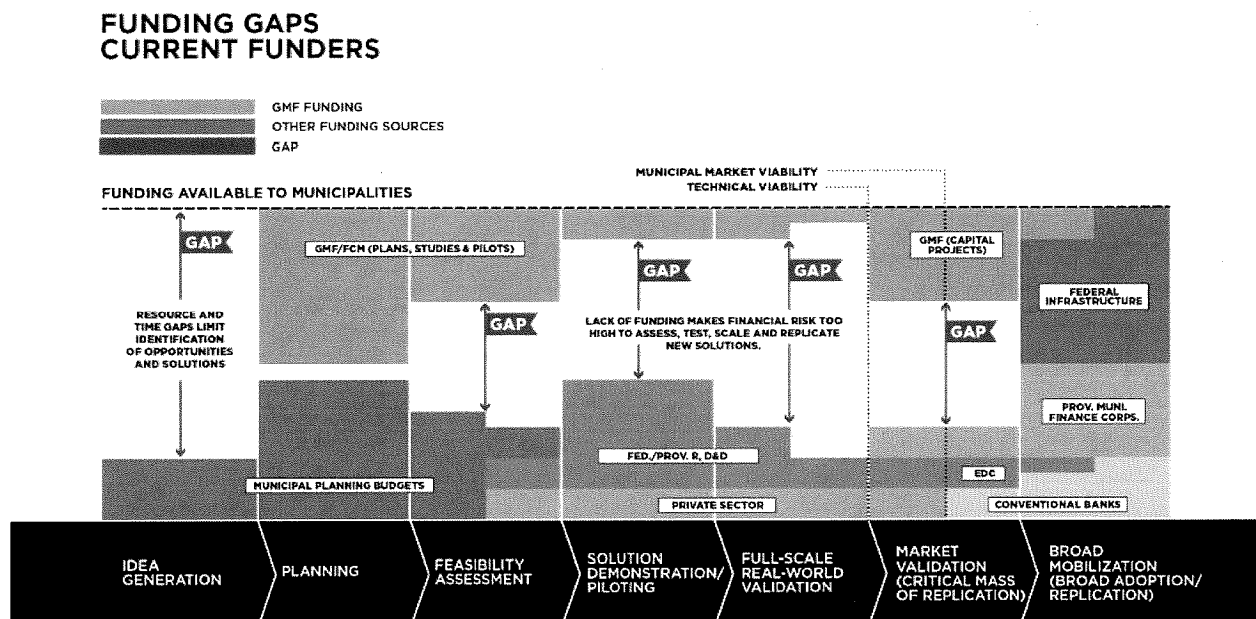 FUNDING GAPS
CURRENT FUNDERS
GMF FUNDING
OTHER FUNDING SOURCES
GAP
MUNICIPAL MARKET VIABILITY
TECHNICAL VIABILITY
FUNDING AVAILABLE TO MUNICIPALITIES
GAP
GMF/FCM (PLANS, STUDIES & PILOTS)
GAP
GAP
GMF (CAPITAL
PROJECTS)
FEDERAL
INFRASTRUCTURE
RESOURCE AND
TIME GAPS LIMIT
IDENTIFICATION
OF OPPORTUNITIES
AND SOLUTIONS
GAP
LACK OF FUNDING MAKES FINANCIAL RISK TOO
HIGH TO ASSESS, TEST, SCALE AND REPLICATE
NEW SOLUTIONS.
GAP
PROV. MUNI.
FINANCE CORPS.
FED./PROV. R, D&D
EDC
MUNICIPAL PLANNING BUDGETS
PRIVATE SECTOR
CONVENTIONAL BANKS
IDEA
GENERATION
PLANNING
FEASIBILITY
ASSESSMENT
SOLUTION
DEMONSTRATION/
PILOTING
FULL-SCALE
REAL-WORLD
VALIDATION
MARKET
VALIDATION
(CRITICAL MASS
OF REPLICATION)
BROAD
MOBILIZATION
(BROAD ADOPTION/
REPLICATION)